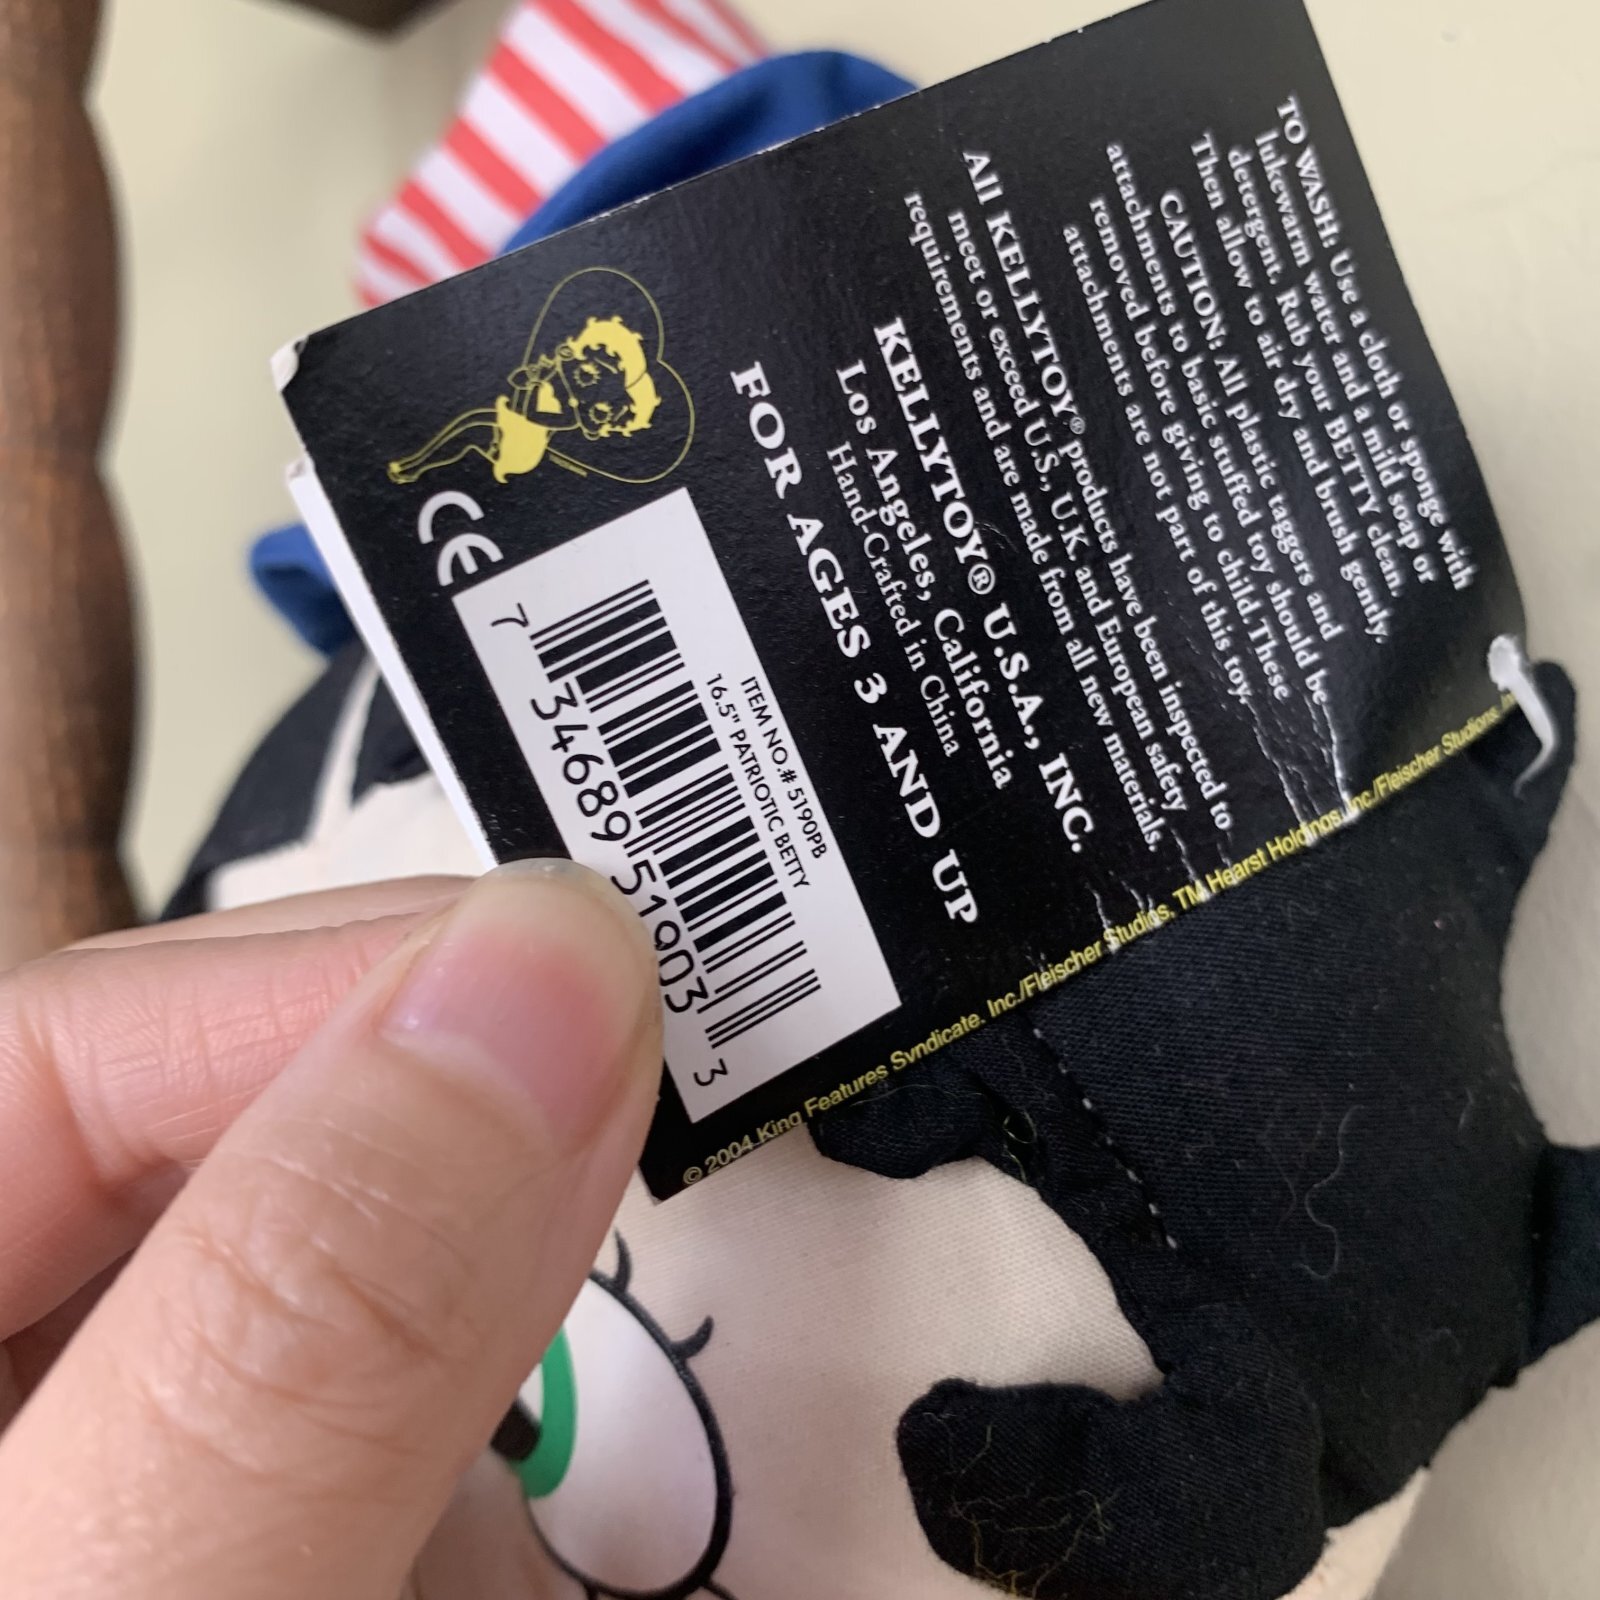 TO WASH: Use a cloth or sponge with
lukewarm water and a mild soap or
detergent. Rub your BETTY clean.
Then allow to air dry and brush gently.
CAUTION: All plastic taggers and
attachments to basic stuffed toy should be
removed before giving to child.These
attachments are not part of this toy.
All KELLYTOY® products have been inspected to
meet or exceed U.S., U.K. and European safety
requirements and are made from all new materials.
KELLYTOY® U.S.A., INC.
Los Angeles, California
Hand-Crafted in China
FOR AGES 3 AND UP
CE
ITEM NO.# 5190PB
16.5" PATRIOTIC BETTY
7 34689 51903 3
© 2004 King Features Syndicate, Inc./Fleischer Studios, TM Hearst Holdings, Inc./Fleischer Studios,